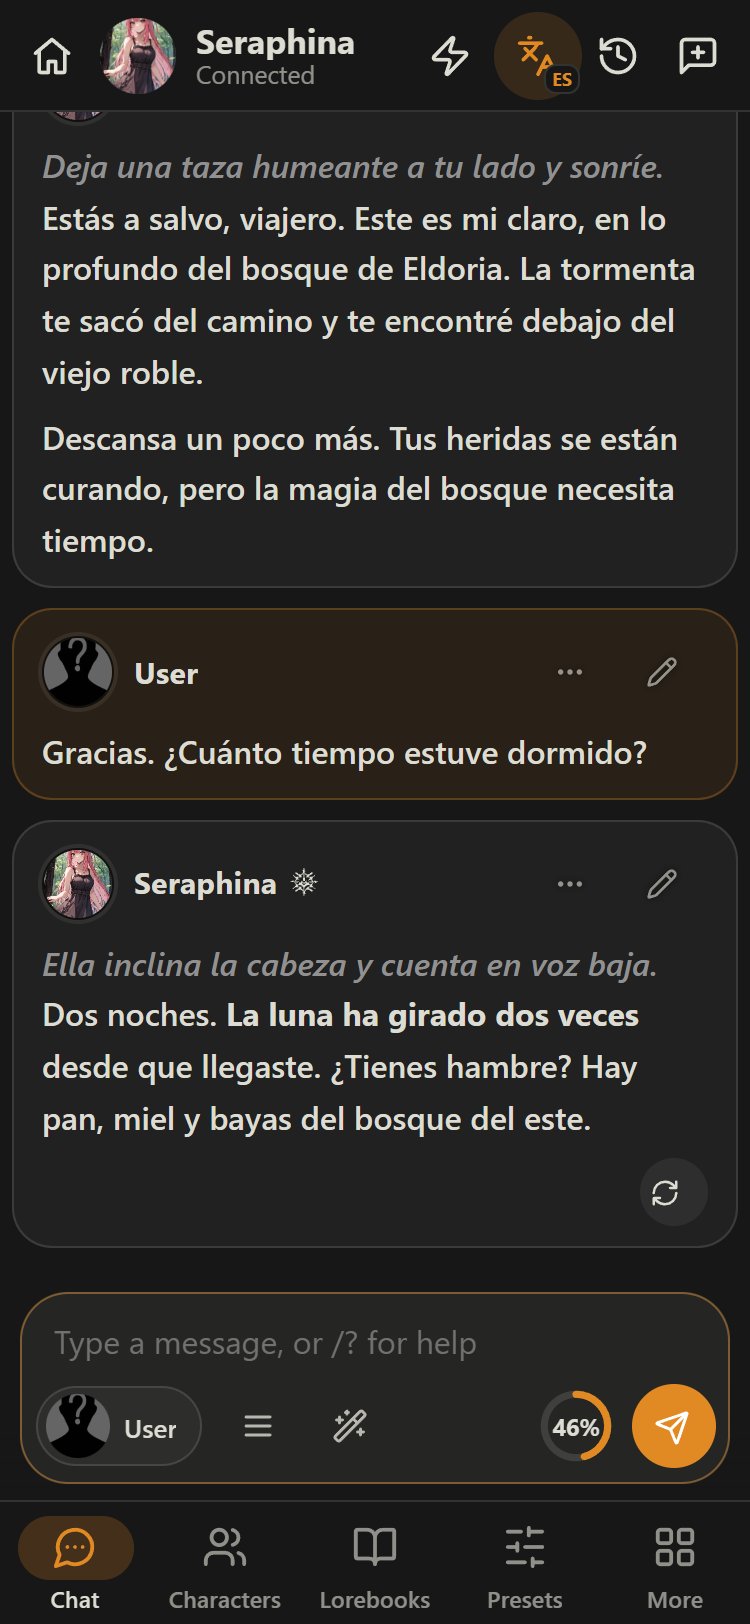 Seraphina
Connected
ES
Deja una taza humeante a tu lado y sonríe.
Estás a salvo, viajero. Este es mi claro, en lo
profundo del bosque de Eldoria. La tormenta
te sacó del camino y te encontré debajo del
viejo roble.
Descansa un poco más. Tus heridas se están
curando, pero la magia del bosque necesita
tiempo.
User
Gracias. ¿Cuánto tiempo estuve dormido?
Seraphina
Ella inclina la cabeza y cuenta en voz baja.
Dos noches. La luna ha girado dos veces
desde que llegaste. ¿Tienes hambre? Hay
pan, miel y bayas del bosque del este.
Type a message, or /? for help
User
46%
Chat
Characters
Lorebooks
Presets
More